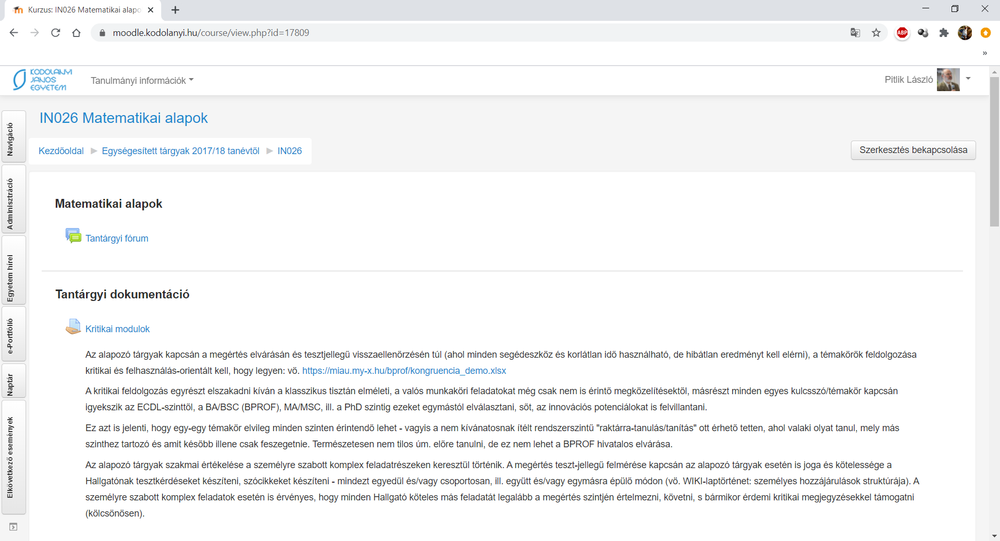 Kurzus: IN026 Matematikai alapo
moodle.kodolanyi.hu/course/view.php?id=17809
ABP
»
KODOLÁNYI
JÁNOS
EGYETEM
Tanulmányi információk
Pitlik László
Navigáció
Adminisztráció
Egyetem hírei
e-Portfólió
Naptár
Elkövetkező események
IN026 Matematikai alapok
Kezdőoldal ▶ Egységesített tárgyak 2017/18 tanévtől ▶ IN026
Szerkesztés bekapcsolása
Matematikai alapok
Tantárgyi fórum
Tantárgyi dokumentáció
Kritikai modulok
Az alapozó tárgyak kapcsán a megértés elvárásán és tesztjellegű visszaellenőrzésén túl (ahol minden segédeszköz és korlátlan idő használható, de hibátlan eredményt kell elérni), a témakörök feldolgozása
kritikai és felhasználás-orientált kell, hogy legyen: vö. https://miau.my-x.hu/bprof/kongruencia_demo.xlsx
A kritikai feldolgozás egyrészt elszakadni kíván a klasszikus tisztán elméleti, a valós munkaköri feladatokat még csak nem is érintő megközelítésektől, másrészt minden egyes kulcsszó/témakör kapcsán
igyekszik az ECDL-szinttől, a BA/BSC (BPROF), MA/MSC, ill. a PhD szintig ezeket egymástól elválasztani, sőt, az innovációs potenciálokat is felvillantani.
Ez azt is jelenti, hogy egy-egy témakör elvileg minden szinten érintendő lehet - vagyis a nem kívánatosnak ítélt rendszerszintű "raktárra-tanulás/tanítás" ott érhető tetten, ahol valaki olyat tanul, mely más
szinthez tartozó és amit később illene csak feszegetnie. Természetesen nem tilos úm. előre tanulni, de ez nem lehet a BPROF hivatalos elvárása.
Az alapozó tárgyak szakmai értékelése a személyre szabott komplex feladatrészeken keresztül történik. A megértés teszt-jellegű felmérése kapcsán az alapozó tárgyak esetén is joga és kötelessége a
Hallgatónak tesztkérdéseket készíteni, szócikkeket készíteni - mindezt egyedül és/vagy csoportosan, ill. együtt és/vagy egymásra épülő módon (vö. WIKI-laptörténet: személyes hozzájárulások struktúrája). A
személyre szabott komplex feladatok esetén is érvényes, hogy minden Hallgató köteles más feladatát legalább a megértés szintjén értelmezni, követni, s bármikor érdemi kritikai megjegyzésekkel támogatni
(kölcsönösen).